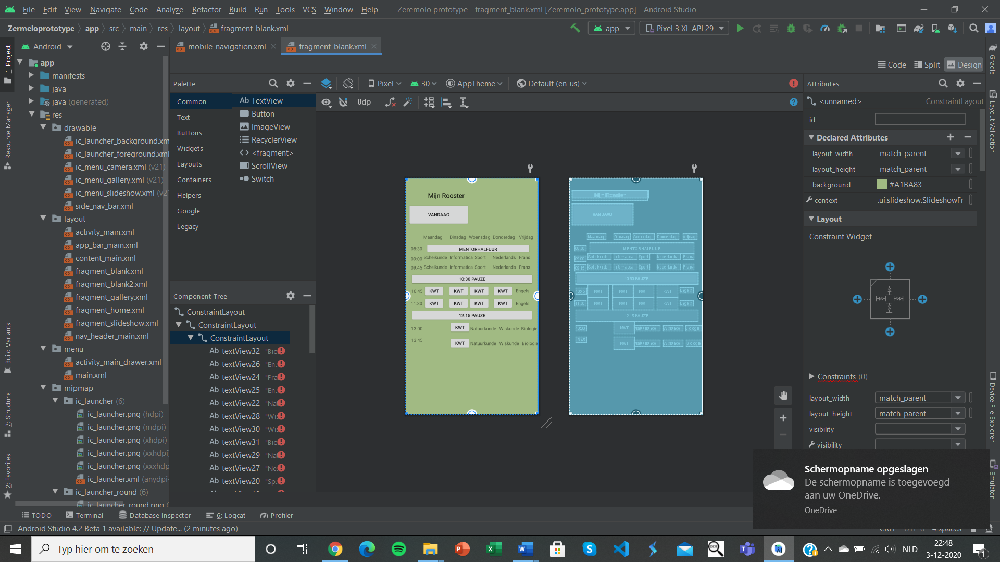 File Edit View Navigate Code Analyze Refactor Build Run Tools VCS Window Help Zeremolo prototype - fragment_blank.xml [Zeremolo_prototype.app] - Android Studio
Zermeloprototype app src main res layout fragment_blank.xml app Pixel 3 XL API 29
Android mobile_navigation.xml fragment_blank.xml
1: Project
Resource Manager
Build Variants
7: Structure
2: Favorites
app
manifests
java
java (generated)
res
drawable
ic_launcher_background.xm
ic_launcher_foreground.xml
ic_menu_camera.xml (v21)
ic_menu_gallery.xml (v21)
ic_menu_slideshow.xml (v21
side_nav_bar.xml
layout
activity_main.xml
app_bar_main.xml
content_main.xml
fragment_blank.xml
fragment_blank2.xml
fragment_gallery.xml
fragment_home.xml
fragment_slideshow.xml
nav_header_main.xml
menu
activity_main_drawer.xml
main.xml
mipmap
ic_launcher (6)
ic_launcher.png (hdpi)
ic_launcher.png (mdpi)
ic_launcher.png (xhdpi)
ic_launcher.png (xxhdpi
ic_launcher.png (xxxhdp
ic_launcher.xml (anydpi-
ic_launcher_round (6)
ic_launcher_round.png (
Code Split Design
Palette
Common
Text
Buttons
Widgets
Layouts
Containers
Helpers
Google
Legacy
Ab TextView
Button
ImageView
RecyclerView
<> <fragment>
ScrollView
Switch
Component Tree
ConstraintLayout
ConstraintLayout
ConstraintLayout
Ab textView32 "Bio
Ab textView26 "En...
Ab textView24 "Fra
Ab textView25 "En...
Ab textView22 "Nat
Ab textView28 "Wis
Ab textView30 "Wis
Ab textView31 "Bio
Ab textView29 "Nat
Ab textView27 "Ne...
Ab textView20 "Sp...
Pixel 30 AppTheme Default (en-us)
0dp
Mijn Rooster
VANDAAG
Maandag Dinsdag Woensdag Donderdag Vrijdag
08:30 MENTORHALFUUR
09:00 Scheikunde Informatica Sport Nederlands Frans
09:45 Scheikunde Informatica Sport Nederlands Frans
10:30 PAUZE
10:45 KWT KWT KWT KWT Engels
11:30 KWT KWT KWT KWT Engels
12:15 PAUZE
13:00 KWT Natuurkunde Wiskunde Biologie
13:45 KWT Natuurkunde Wiskunde Biologie
Mijn Rooster
VANDAAG
Maandag Dinsdag Woensdag Donderdag Vrijdag
08:30 MENTORHALFUUR
09:00 Scheikunde Informatica Sport Nederlands Frans
09:45 Scheikunde Informatica Sport Nederlands Frans
10:30 PAUZE
10:45 KWT KWT KWT KWT Engels
11:30 KWT KWT KWT KWT Engels
12:15 PAUZE
13:00 KWT Natuurkunde Wiskunde Biologie
13:45 KWT Natuurkunde Wiskunde Biologie
Attributes
<unnamed> ConstraintLayout
id
Declared Attributes
layout_width match_parent
layout_height match_parent
background #A1BA83
context .ui.slideshow.SlideshowFr
Layout
Constraint Widget
Constraints (0)
layout_width match_parent
layout_height match_parent
visibility
visibility
Gradle
Layout Validation
Device File Explorer
Emulator
Schermopname opgeslagen
De schermopname is toegevoegd
aan uw OneDrive.
OneDrive
TODO Terminal Database Inspector 6: Logcat Profiler
Android Studio 4.2 Beta 1 available: // Update... (2 minutes ago) CRLF UTF-8 4 spaces
Typ hier om te zoeken
NLD
22:48
3-12-2020
1